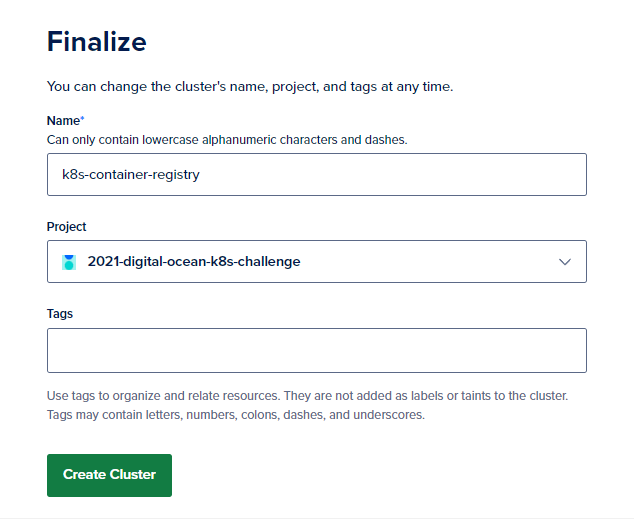 Finalize
You can change the cluster's name, project, and tags at any time.
Name*
Can only contain lowercase alphanumeric characters and dashes.
k8s-container-registry
Project
2021-digital-ocean-k8s-challenge
Tags
Use tags to organize and relate resources. They are not added as labels or taints to the cluster.
Tags may contain letters, numbers, colons, dashes, and underscores.
Create Cluster